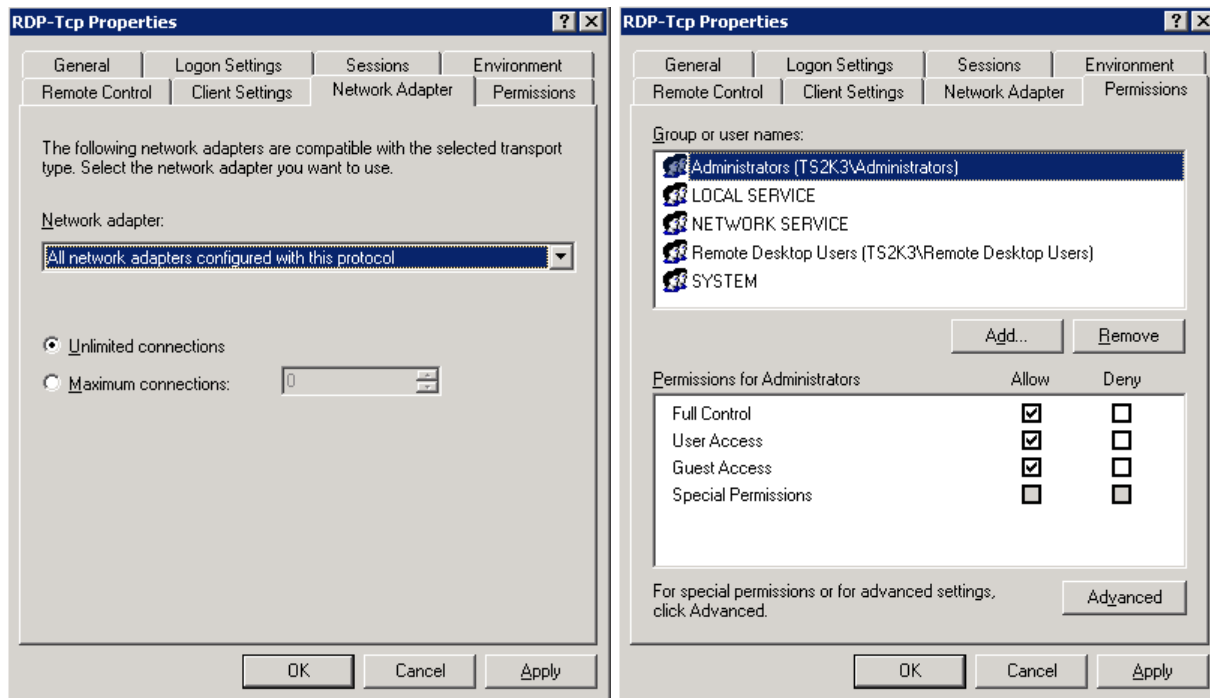 RDP-Tcp Properties
General Logon Settings Sessions Environment
Remote Control Client Settings Network Adapter Permissions
The following network adapters are compatible with the selected transport
type. Select the network adapter you want to use.
Network adapter:
All network adapters configured with this protocol
Unlimited connections
Maximum connections: 0
OK Cancel Apply
RDP-Tcp Properties
General Logon Settings Sessions Environment
Remote Control Client Settings Network Adapter Permissions
Group or user names:
Administrators (TS2K3\Administrators)
LOCAL SERVICE
NETWORK SERVICE
Remote Desktop Users (TS2K3\Remote Desktop Users)
SYSTEM
Add... Remove
Permissions for Administrators Allow Deny
Full Control
User Access
Guest Access
Special Permissions
For special permissions or for advanced settings,
click Advanced.
Advanced
OK Cancel Apply